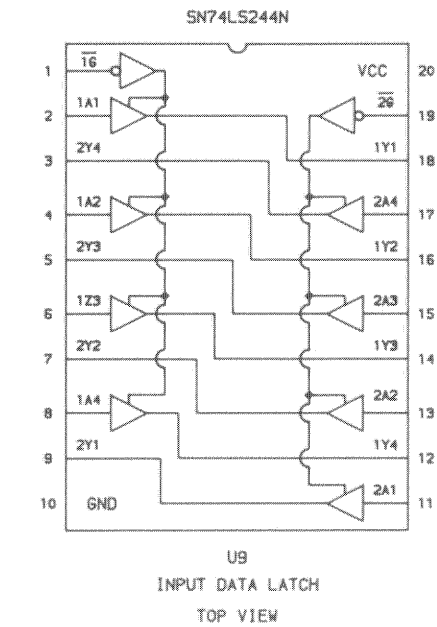 SN74LS244N
1G
1 VCC 20
1A1 2G
2 19
2Y4 1Y1
3 18
1A2 2A4
4 17
2Y3 1Y2
5 16
1Z3 2A3
6 15
2Y2 1Y3
7 14
1A4 2A2
8 13
2Y1 1Y4
9 12
2A1
10 GND 11
U9
INPUT DATA LATCH
TOP VIEW